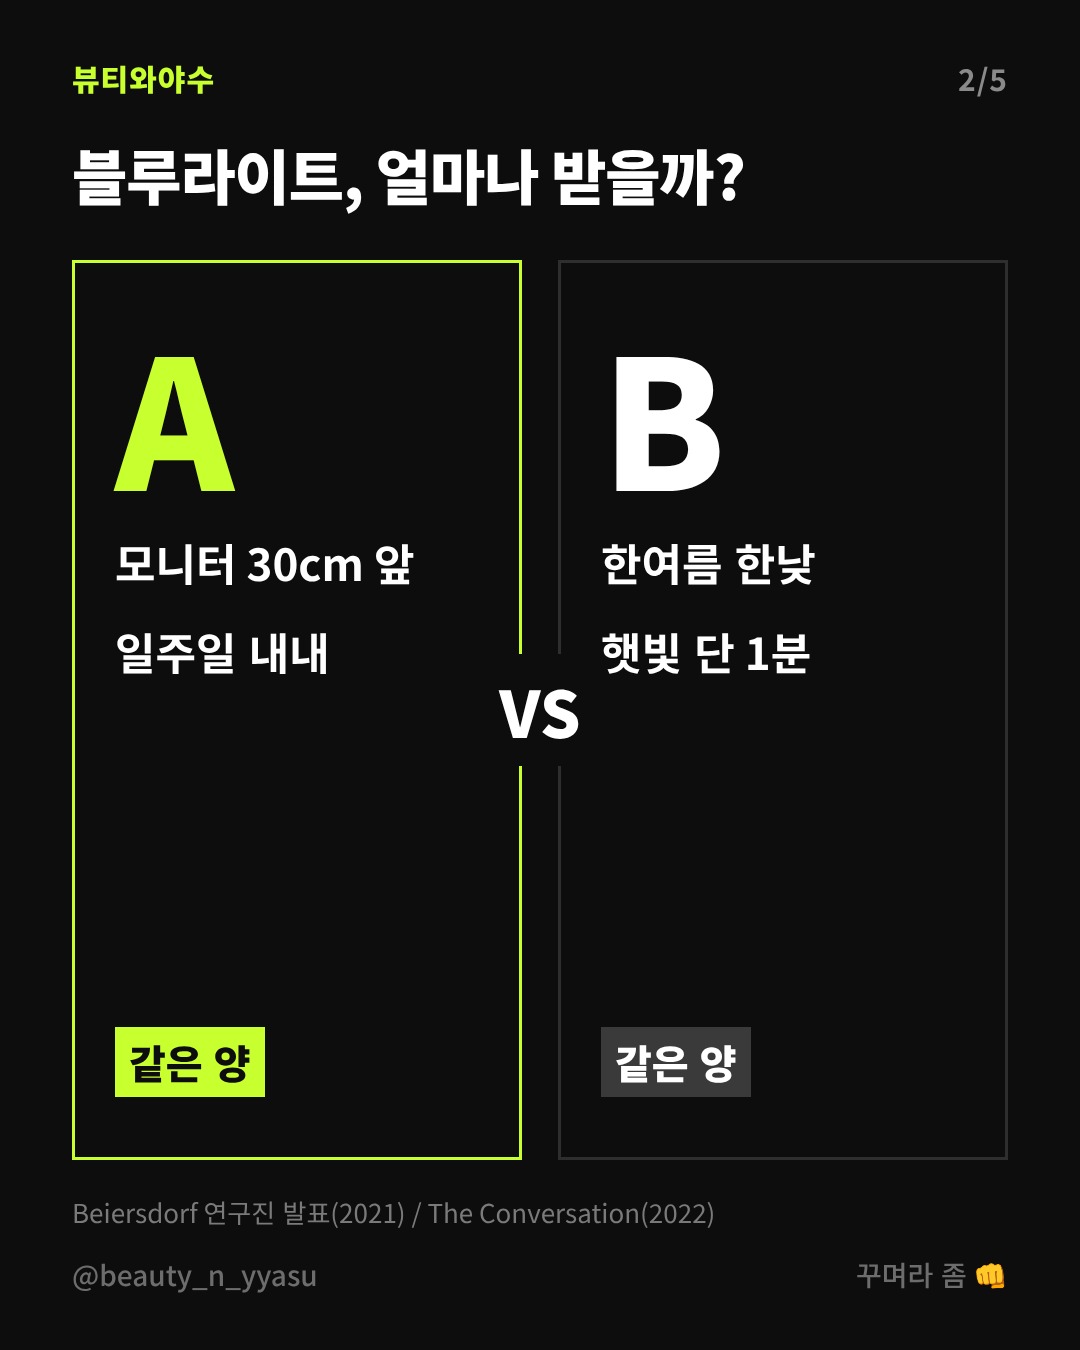 뷰티와야수
2/5
블루라이트, 얼마나 받을까?
A
모니터 30cm 앞
일주일 내내
VS
B
한여름 한낮
햇빛 단 1분
같은 양
같은 양
Beiersdorf 연구진 발표(2021) / The Conversation(2022)
@beauty_n_yyasu
꾸며라 좀 👊